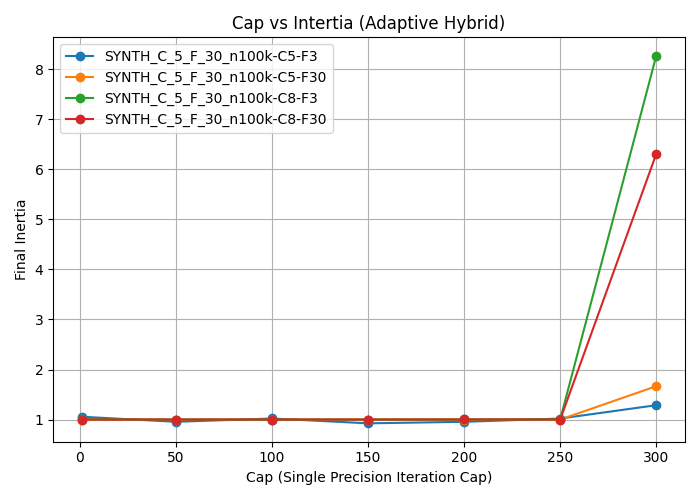 Cap vs Intertia (Adaptive Hybrid)
SYNTH_C_5_F_30_n100k-C5-F3
SYNTH_C_5_F_30_n100k-C5-F30
SYNTH_C_5_F_30_n100k-C8-F3
SYNTH_C_5_F_30_n100k-C8-F30
Final Inertia
8
7
6
5
4
3
2
1
0 50 100 150 200 250 300
Cap (Single Precision Iteration Cap)